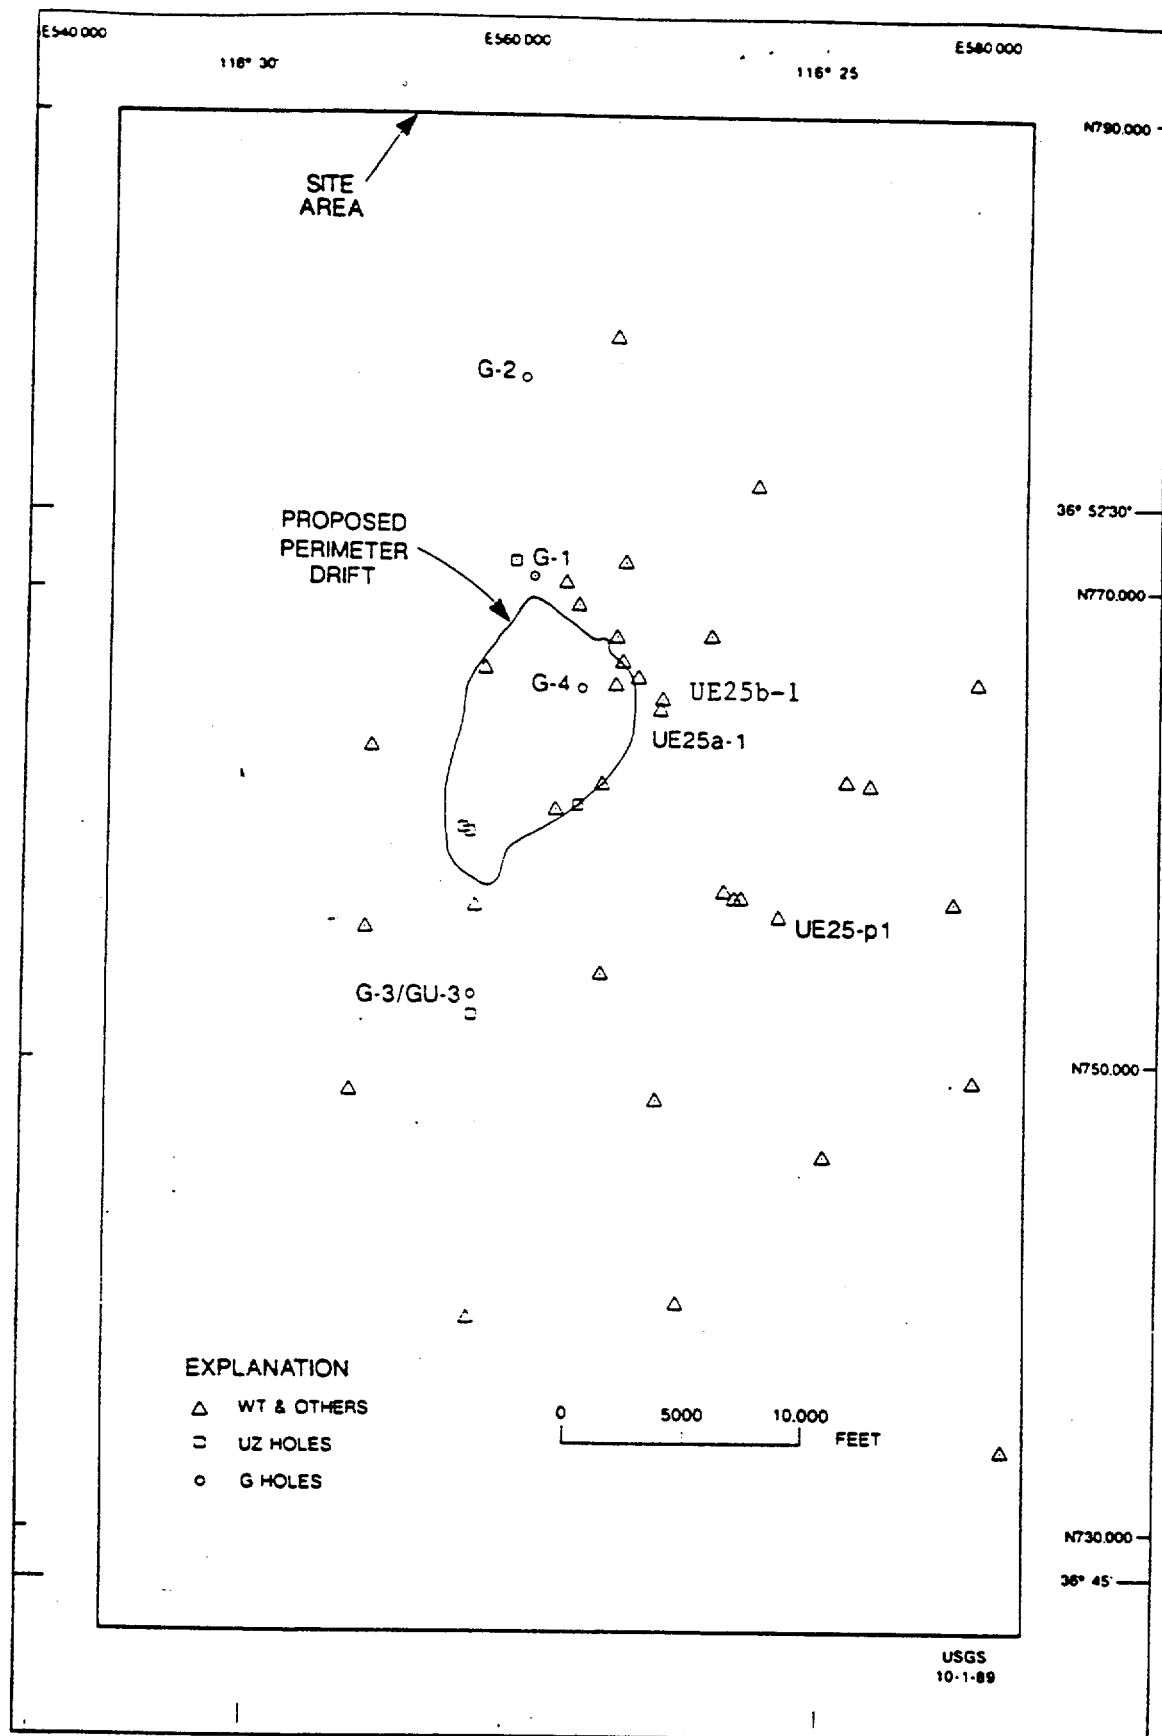 E540 000
E560 000
E580 000
116° 30'
116° 25
N790.000
SITE
AREA
G-2
36° 52'30"
PROPOSED
PERIMETER
DRIFT
G-1
N770.000
G-4
UE25b-1
UE25a-1
UE25-p1
G-3/GU-3
N750.000
EXPLANATION
WT & OTHERS
UZ HOLES
G HOLES
0 5000 10.000
FEET
N730.000
36° 45'
USGS
10-1-89